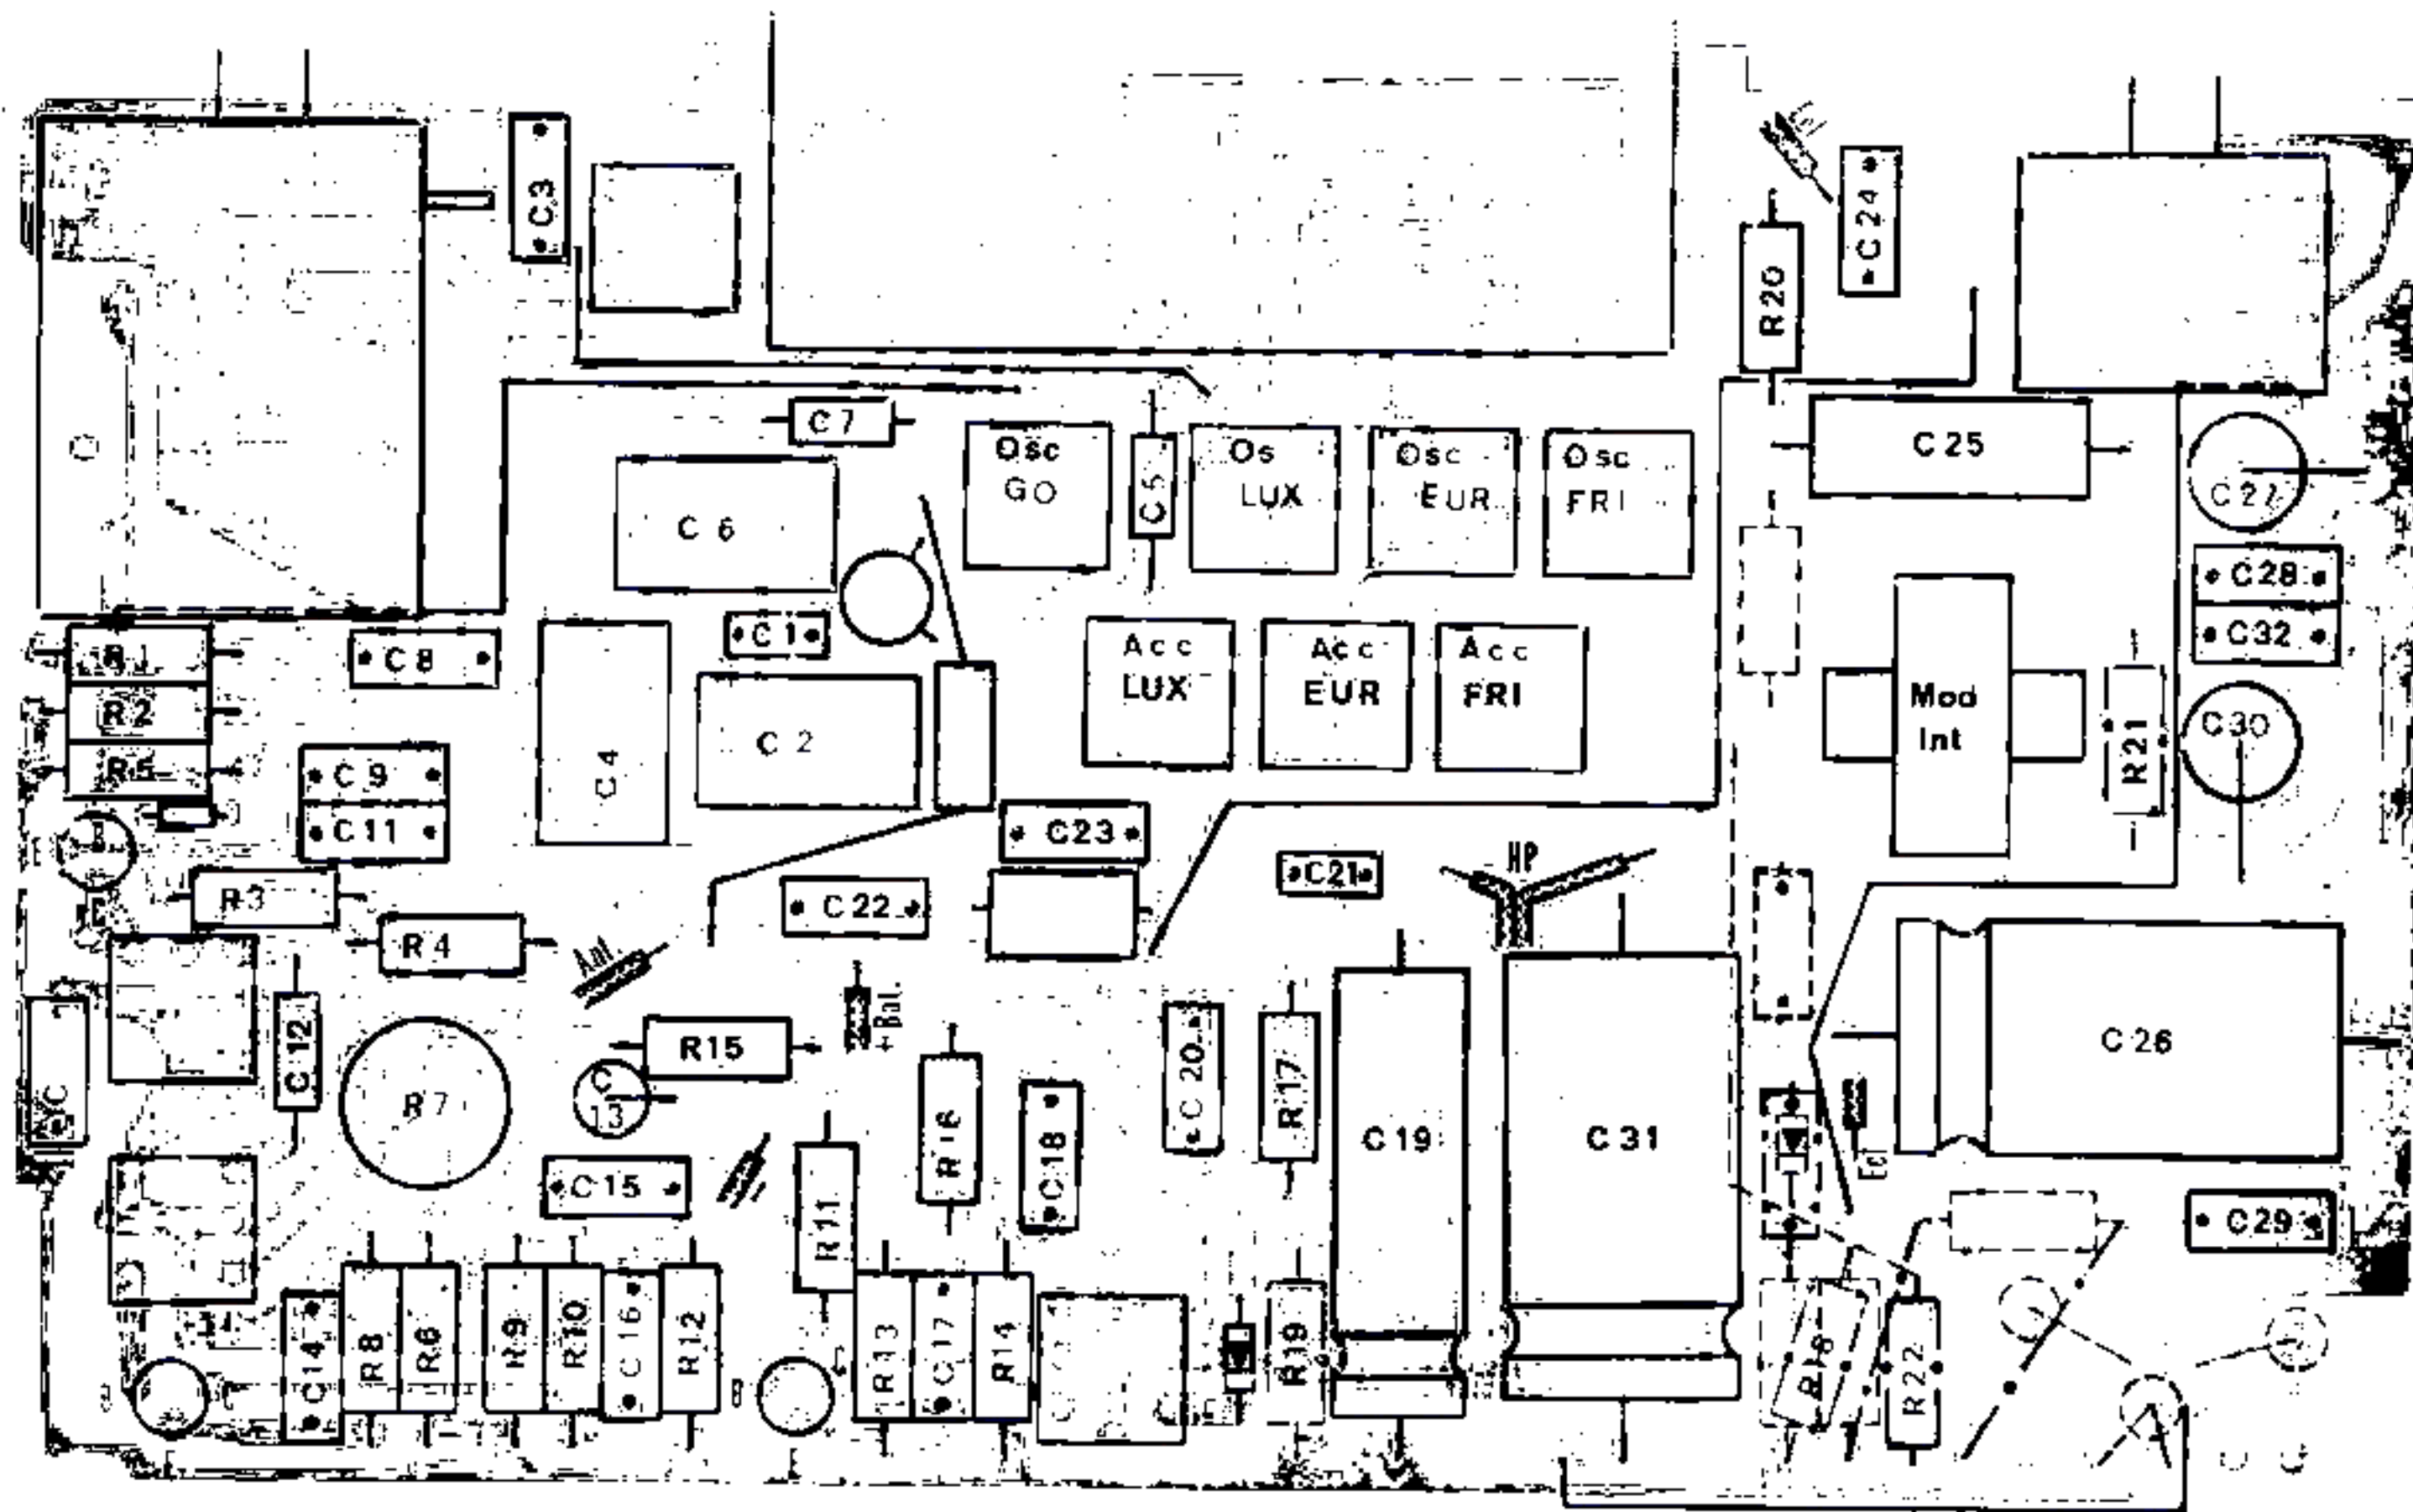 C3
C24
R20
C7
Osc
GO
C5
Os
LUX
Osc
EUR
Osc
FRI
C25
C27
C6
C28
C1
C32
R1
C8
R2
C4
C2
Acc
LUX
Acc
EUR
Acc
FRI
Mod
Int
R21
C30
R5
C9
C11
C23
C21
HP
R3
C22
R4
Ant.
+Bat.
C12
R7
R15
C
13
C20
R17
C19
C31
C26
R16
C18
Ecl
C15
R11
C29
C14
R8
R6
R9
R10
C16
R12
R13
C17
R14
R19
R18
R22